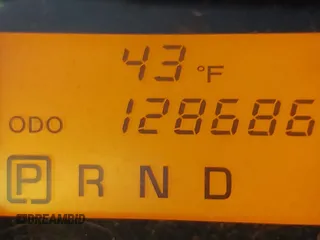 43 °F
ODO 128686
P R N D
DREAMBID